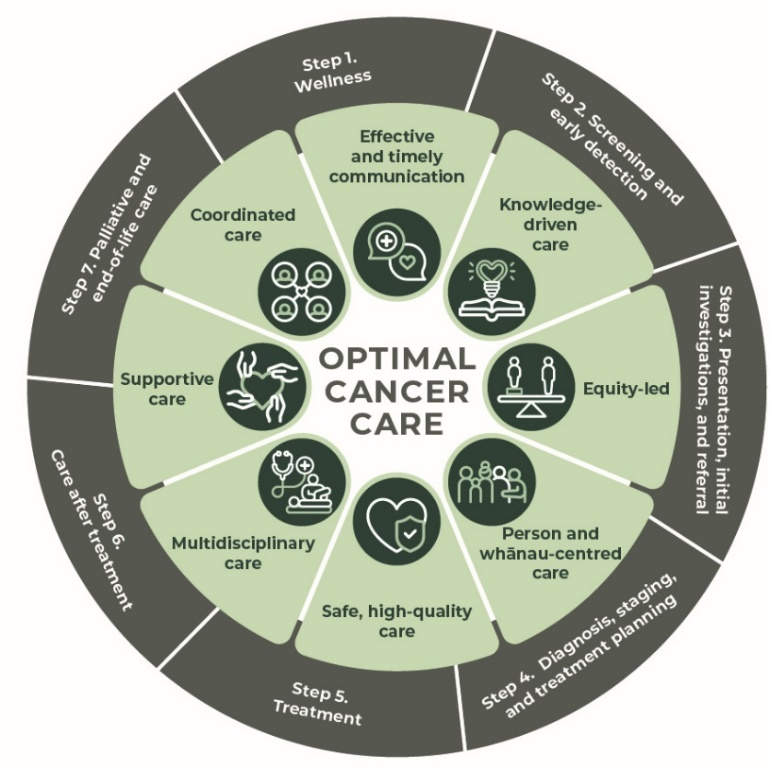 Step 1.
Wellness
Step 2. Screening and
early detection
Step 3. Presentation, initial
investigations, and referral
Step 4. Diagnosis, staging,
and treatment planning
Step 5.
Treatment
Step 6.
Care after treatment
Step 7. Palliative and
end-of-life care
Effective
and timely
communication
Knowledge-
driven
care
Equity-led
Person and
whānau-centred
care
Safe, high-quality
care
Multidisciplinary
care
Supportive
care
Coordinated
care
OPTIMAL
CANCER
CARE